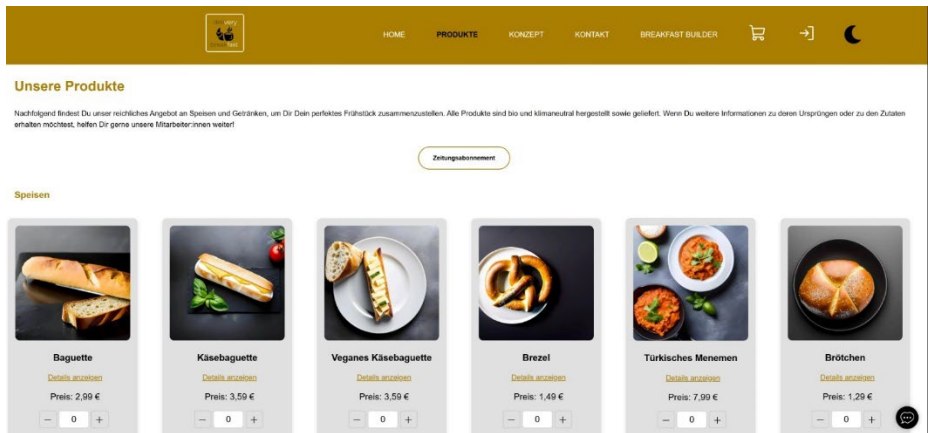 HOME PRODUKTE KONZEPT KONTAKT BREAKFAST BUILDER
Unsere Produkte
Nachfolgend findest Du unser reichliches Angebot an Speisen und Getränken, um Dir Dein perfektes Frühstück zusammenzustellen. Alle Produkte sind bio und klimaneutral hergestellt sowie geliefert. Wenn Du weitere Informationen zu deren Ursprüngen oder zu den Zutaten
erhalten möchtest, helfen Dir gerne unsere Mitarbeiter:innen weiter!
Zeitungsabonnement
Speisen
Baguette Käsebaguette Veganes Käsebaguette Brezel Türkisches Menemen Brötchen
Details anzeigen Details anzeigen Details anzeigen Details anzeigen Details anzeigen Details anzeigen
Preis: 2,99 € Preis: 3,59 € Preis: 3,59 € Preis: 1,49 € Preis: 7,99 € Preis: 1,29 €
− 0 + − 0 + − 0 + − 0 + − 0 + − 0 +